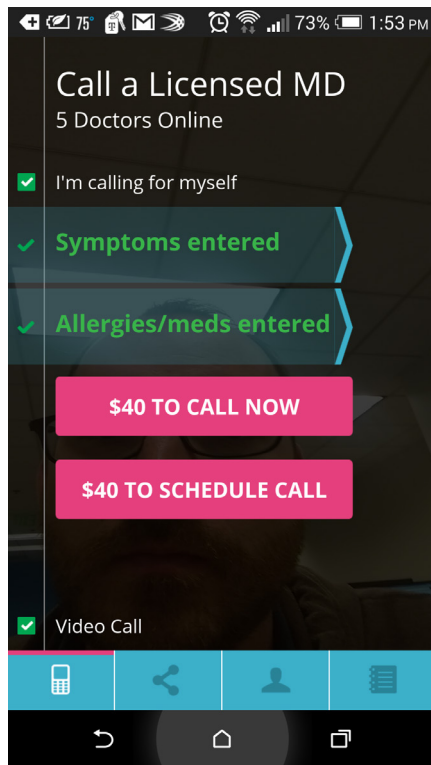 75°
73%
1:53 PM
Call a Licensed MD
5 Doctors Online
I'm calling for myself
Symptoms entered
Allergies/meds entered
$40 TO CALL NOW
$40 TO SCHEDULE CALL
Video Call